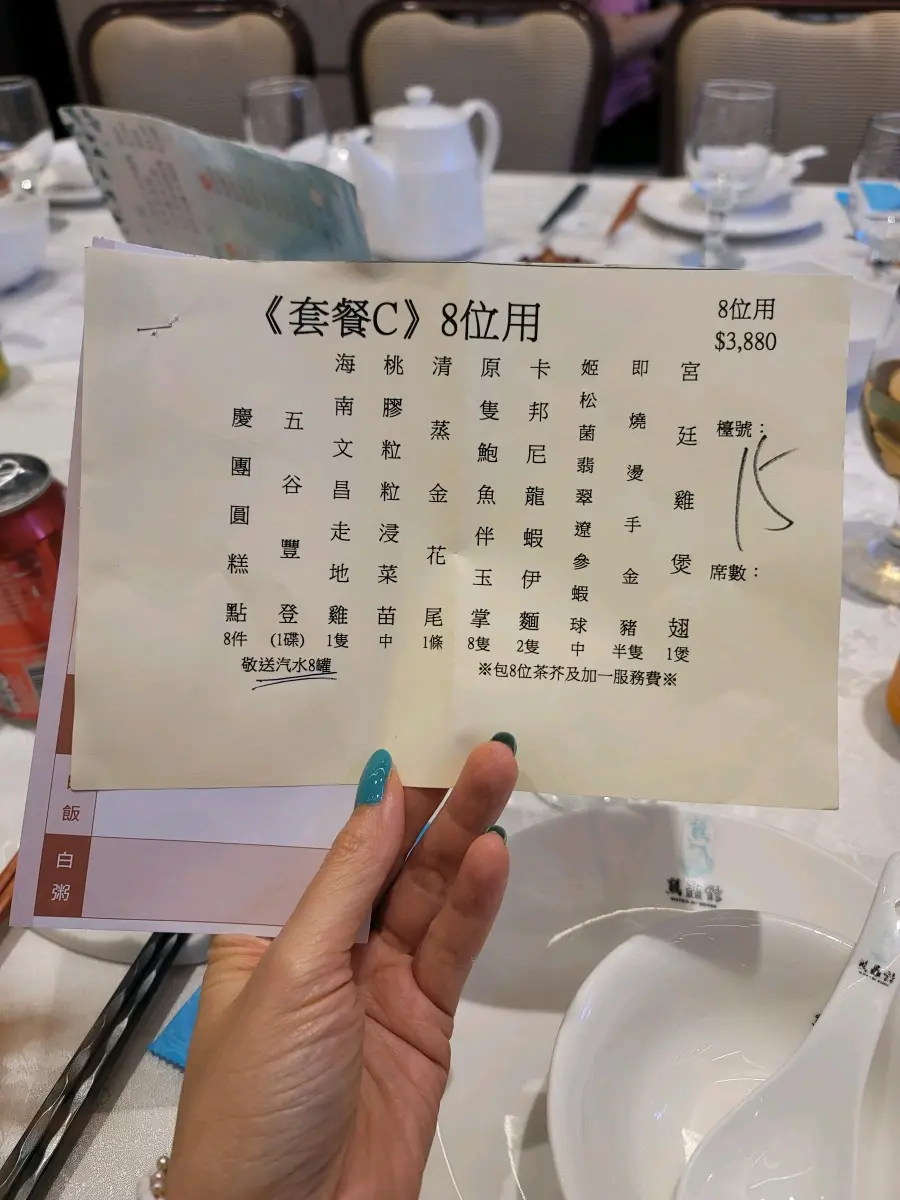 《套餐C》8位用
8位用
$3,880
檯號：
15
席數：
宮廷雞煲翅
1煲
即燒燙手金豬
半隻
姬松菌翡翠遼參蝦球
中
卡邦尼龍蝦伊麵
2隻
原隻鮑魚伴玉掌
8隻
清蒸金花尾
1條
桃膠粒粒浸菜苗
中
海南文昌走地雞
1隻
五谷豐登
(1碟)
慶團圓糕點
8件
敬送汽水8罐
※包8位茶芥及加一服務費※
飯
白粥